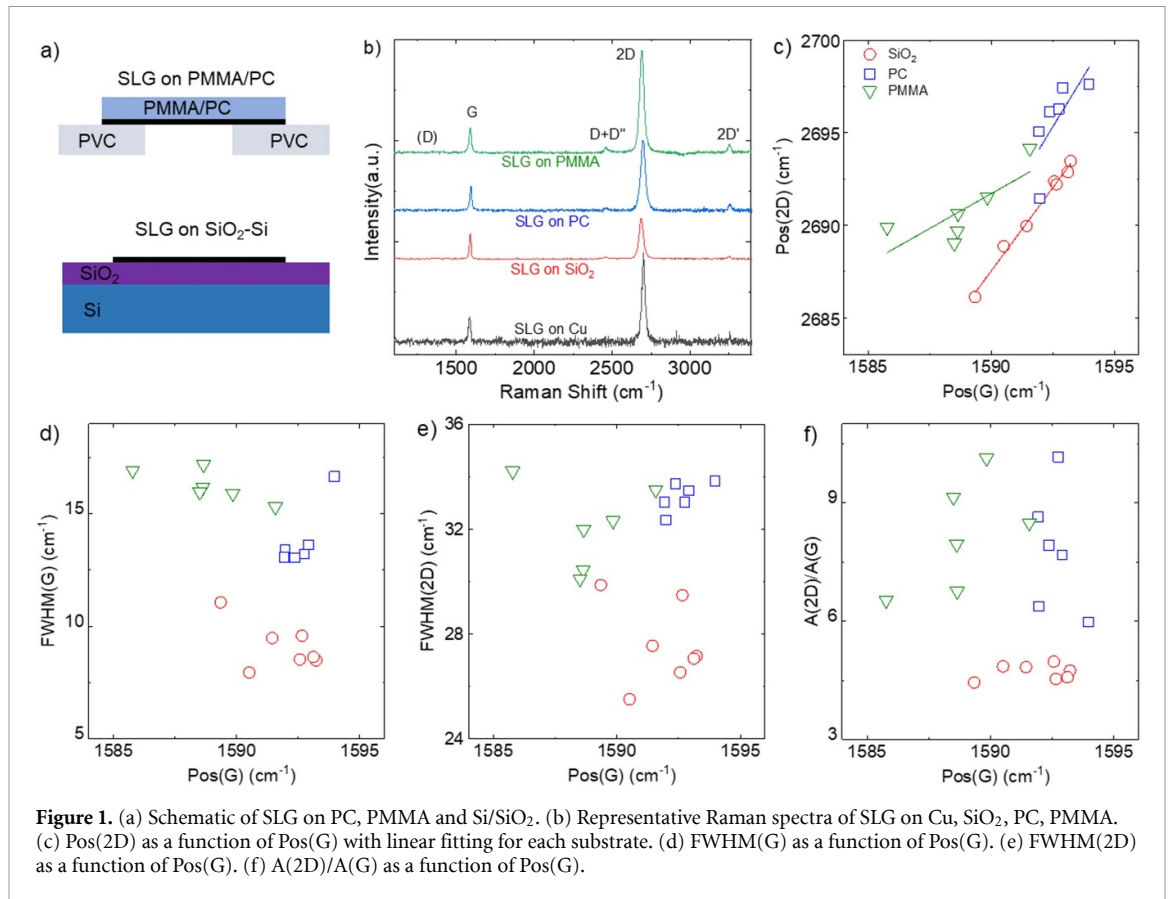 a)
SLG on PMMA/PC
PMMA/PC
PVC
PVC
SLG on SiO₂-Si
SiO₂
Si
b)
2D
G
(D)
D+D"
2D'
SLG on PMMA
SLG on PC
SLG on SiO₂
SLG on Cu
Intensity(a.u.)
1500 2000 2500 3000
Raman Shift (cm⁻¹)
c)
SiO₂
PC
PMMA
2700
2695
2690
2685
Pos(2D) (cm⁻¹)
1585 1590 1595
Pos(G) (cm⁻¹)
d)
15
10
5
FWHM(G) (cm⁻¹)
1585 1590 1595
Pos(G) (cm⁻¹)
e)
36
32
28
24
FWHM(2D) (cm⁻¹)
1585 1590 1595
Pos(G) (cm⁻¹)
f)
9
6
3
A(2D)/A(G)
1585 1590 1595
Pos(G) (cm⁻¹)
Figure 1. (a) Schematic of SLG on PC, PMMA and Si/SiO₂. (b) Representative Raman spectra of SLG on Cu, SiO₂, PC, PMMA.
(c) Pos(2D) as a function of Pos(G) with linear fitting for each substrate. (d) FWHM(G) as a function of Pos(G). (e) FWHM(2D)
as a function of Pos(G). (f) A(2D)/A(G) as a function of Pos(G).